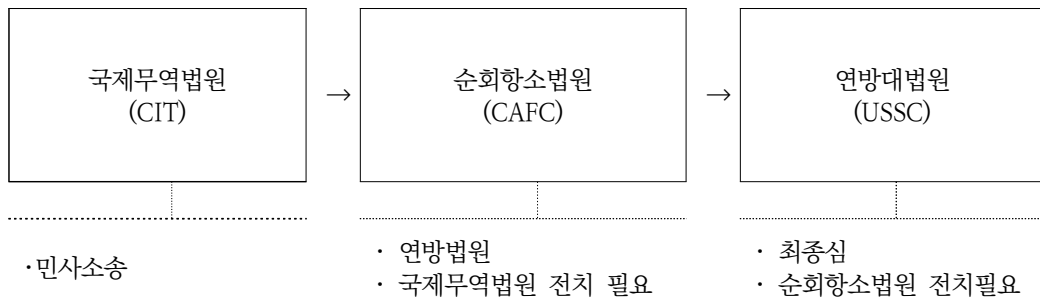 국제무역법원
(CIT)
→
순회항소법원
(CAFC)
→
연방대법원
(USSC)
·민사소송
· 연방법원
· 국제무역법원 전치 필요
· 최종심
· 순회항소법원 전치필요